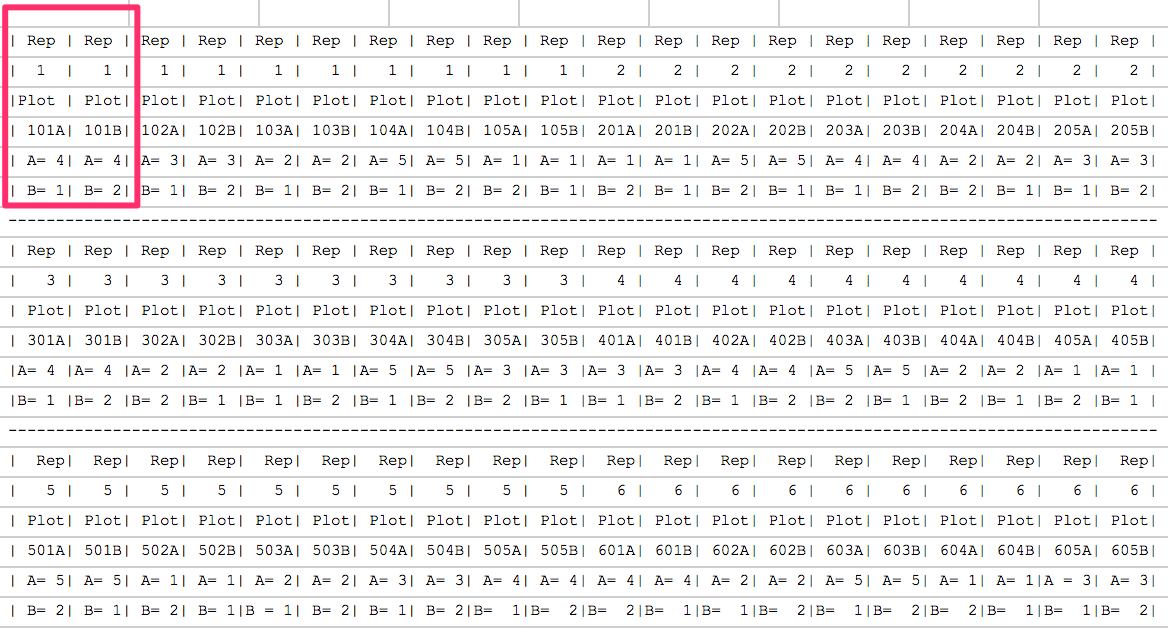 | Rep | Rep | Rep | Rep | Rep | Rep | Rep | Rep | Rep | Rep | Rep | Rep | Rep | Rep | Rep | Rep | Rep | Rep | Rep | Rep |
| 1 | 1 | 1 | 1 | 1 | 1 | 1 | 1 | 1 | 1 | 2 | 2 | 2 | 2 | 2 | 2 | 2 | 2 | 2 | 2 |
|Plot | Plot| Plot| Plot| Plot| Plot| Plot| Plot| Plot| Plot| Plot| Plot| Plot| Plot| Plot| Plot| Plot| Plot| Plot| Plot|
| 101A| 101B| 102A| 102B| 103A| 103B| 104A| 104B| 105A| 105B| 201A| 201B| 202A| 202B| 203A| 203B| 204A| 204B| 205A| 205B|
| A= 4| A= 4| A= 3| A= 3| A= 2| A= 2| A= 5| A= 5| A= 1| A= 1| A= 1| A= 1| A= 5| A= 5| A= 4| A= 4| A= 2| A= 2| A= 3| A= 3|
| B= 1| B= 2| B= 1| B= 2| B= 1| B= 2| B= 1| B= 2| B= 2| B= 1| B= 2| B= 1| B= 2| B= 1| B= 1| B= 2| B= 2| B= 1| B= 1| B= 2|
| Rep | Rep | Rep | Rep | Rep | Rep | Rep | Rep | Rep | Rep | Rep | Rep | Rep | Rep | Rep | Rep | Rep | Rep | Rep | Rep |
| 3 | 3 | 3 | 3 | 3 | 3 | 3 | 3 | 3 | 3 | 4 | 4 | 4 | 4 | 4 | 4 | 4 | 4 | 4 | 4 |
| Plot| Plot| Plot| Plot| Plot| Plot| Plot| Plot| Plot| Plot| Plot| Plot| Plot| Plot| Plot| Plot| Plot| Plot| Plot| Plot|
| 301A| 301B| 302A| 302B| 303A| 303B| 304A| 304B| 305A| 305B| 401A| 401B| 402A| 402B| 403A| 403B| 404A| 404B| 405A| 405B|
|A= 4 |A= 4 |A= 2 |A= 2 |A= 1 |A= 1 |A= 5 |A= 5 |A= 3 |A= 3 |A= 3 |A= 3 |A= 4 |A= 4 |A= 5 |A= 5 |A= 2 |A= 2 |A= 1 |A= 1 |
|B= 1 |B= 2 |B= 2 |B= 1 |B= 1 |B= 2 |B= 1 |B= 2 |B= 2 |B= 1 |B= 1 |B= 2 |B= 1 |B= 2 |B= 2 |B= 1 |B= 2 |B= 1 |B= 2 |B= 1 |
| Rep| Rep| Rep| Rep| Rep| Rep| Rep| Rep| Rep| Rep| Rep| Rep| Rep| Rep| Rep| Rep| Rep| Rep| Rep| Rep|
| 5 | 5 | 5 | 5 | 5 | 5 | 5 | 5 | 5 | 5 | 6 | 6 | 6 | 6 | 6 | 6 | 6 | 6 | 6 | 6 |
| Plot| Plot| Plot| Plot| Plot| Plot| Plot| Plot| Plot| Plot| Plot| Plot| Plot| Plot| Plot| Plot| Plot| Plot| Plot| Plot|
| 501A| 501B| 502A| 502B| 503A| 503B| 504A| 504B| 505A| 505B| 601A| 601B| 602A| 602B| 603A| 603B| 604A| 604B| 605A| 605B|
| A= 5| A= 5| A= 1| A= 1| A= 2| A= 2| A= 3| A= 3| A= 4| A= 4| A= 4| A= 4| A= 2| A= 2| A= 5| A= 5| A= 1| A= 1|A = 3| A= 3|
| B= 2| B= 1| B= 2| B= 1|B = 1| B= 2| B= 1| B= 2|B= 1|B= 2|B= 2|B= 1|B= 1|B= 2|B= 1|B= 2|B= 2|B= 1|B= 1|B= 2|